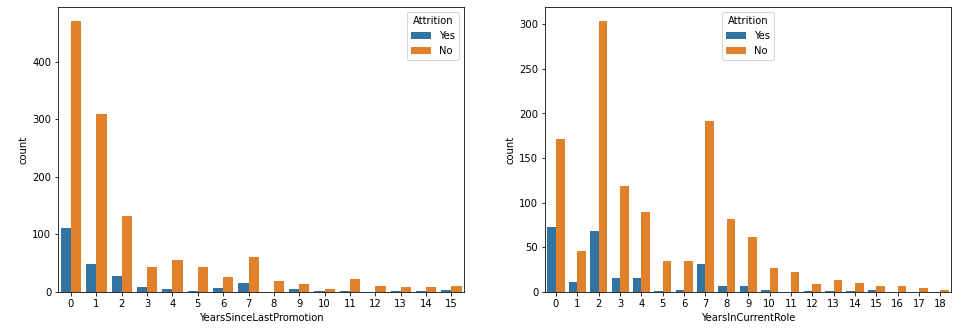 Attrition
Yes
No
400
300
200
100
0
count
0 1 2 3 4 5 6 7 8 9 10 11 12 13 14 15
YearsSinceLastPromotion
Attrition
Yes
No
300
250
200
150
100
50
0
count
0 1 2 3 4 5 6 7 8 9 10 11 12 13 14 15 16 17 18
YearsInCurrentRole